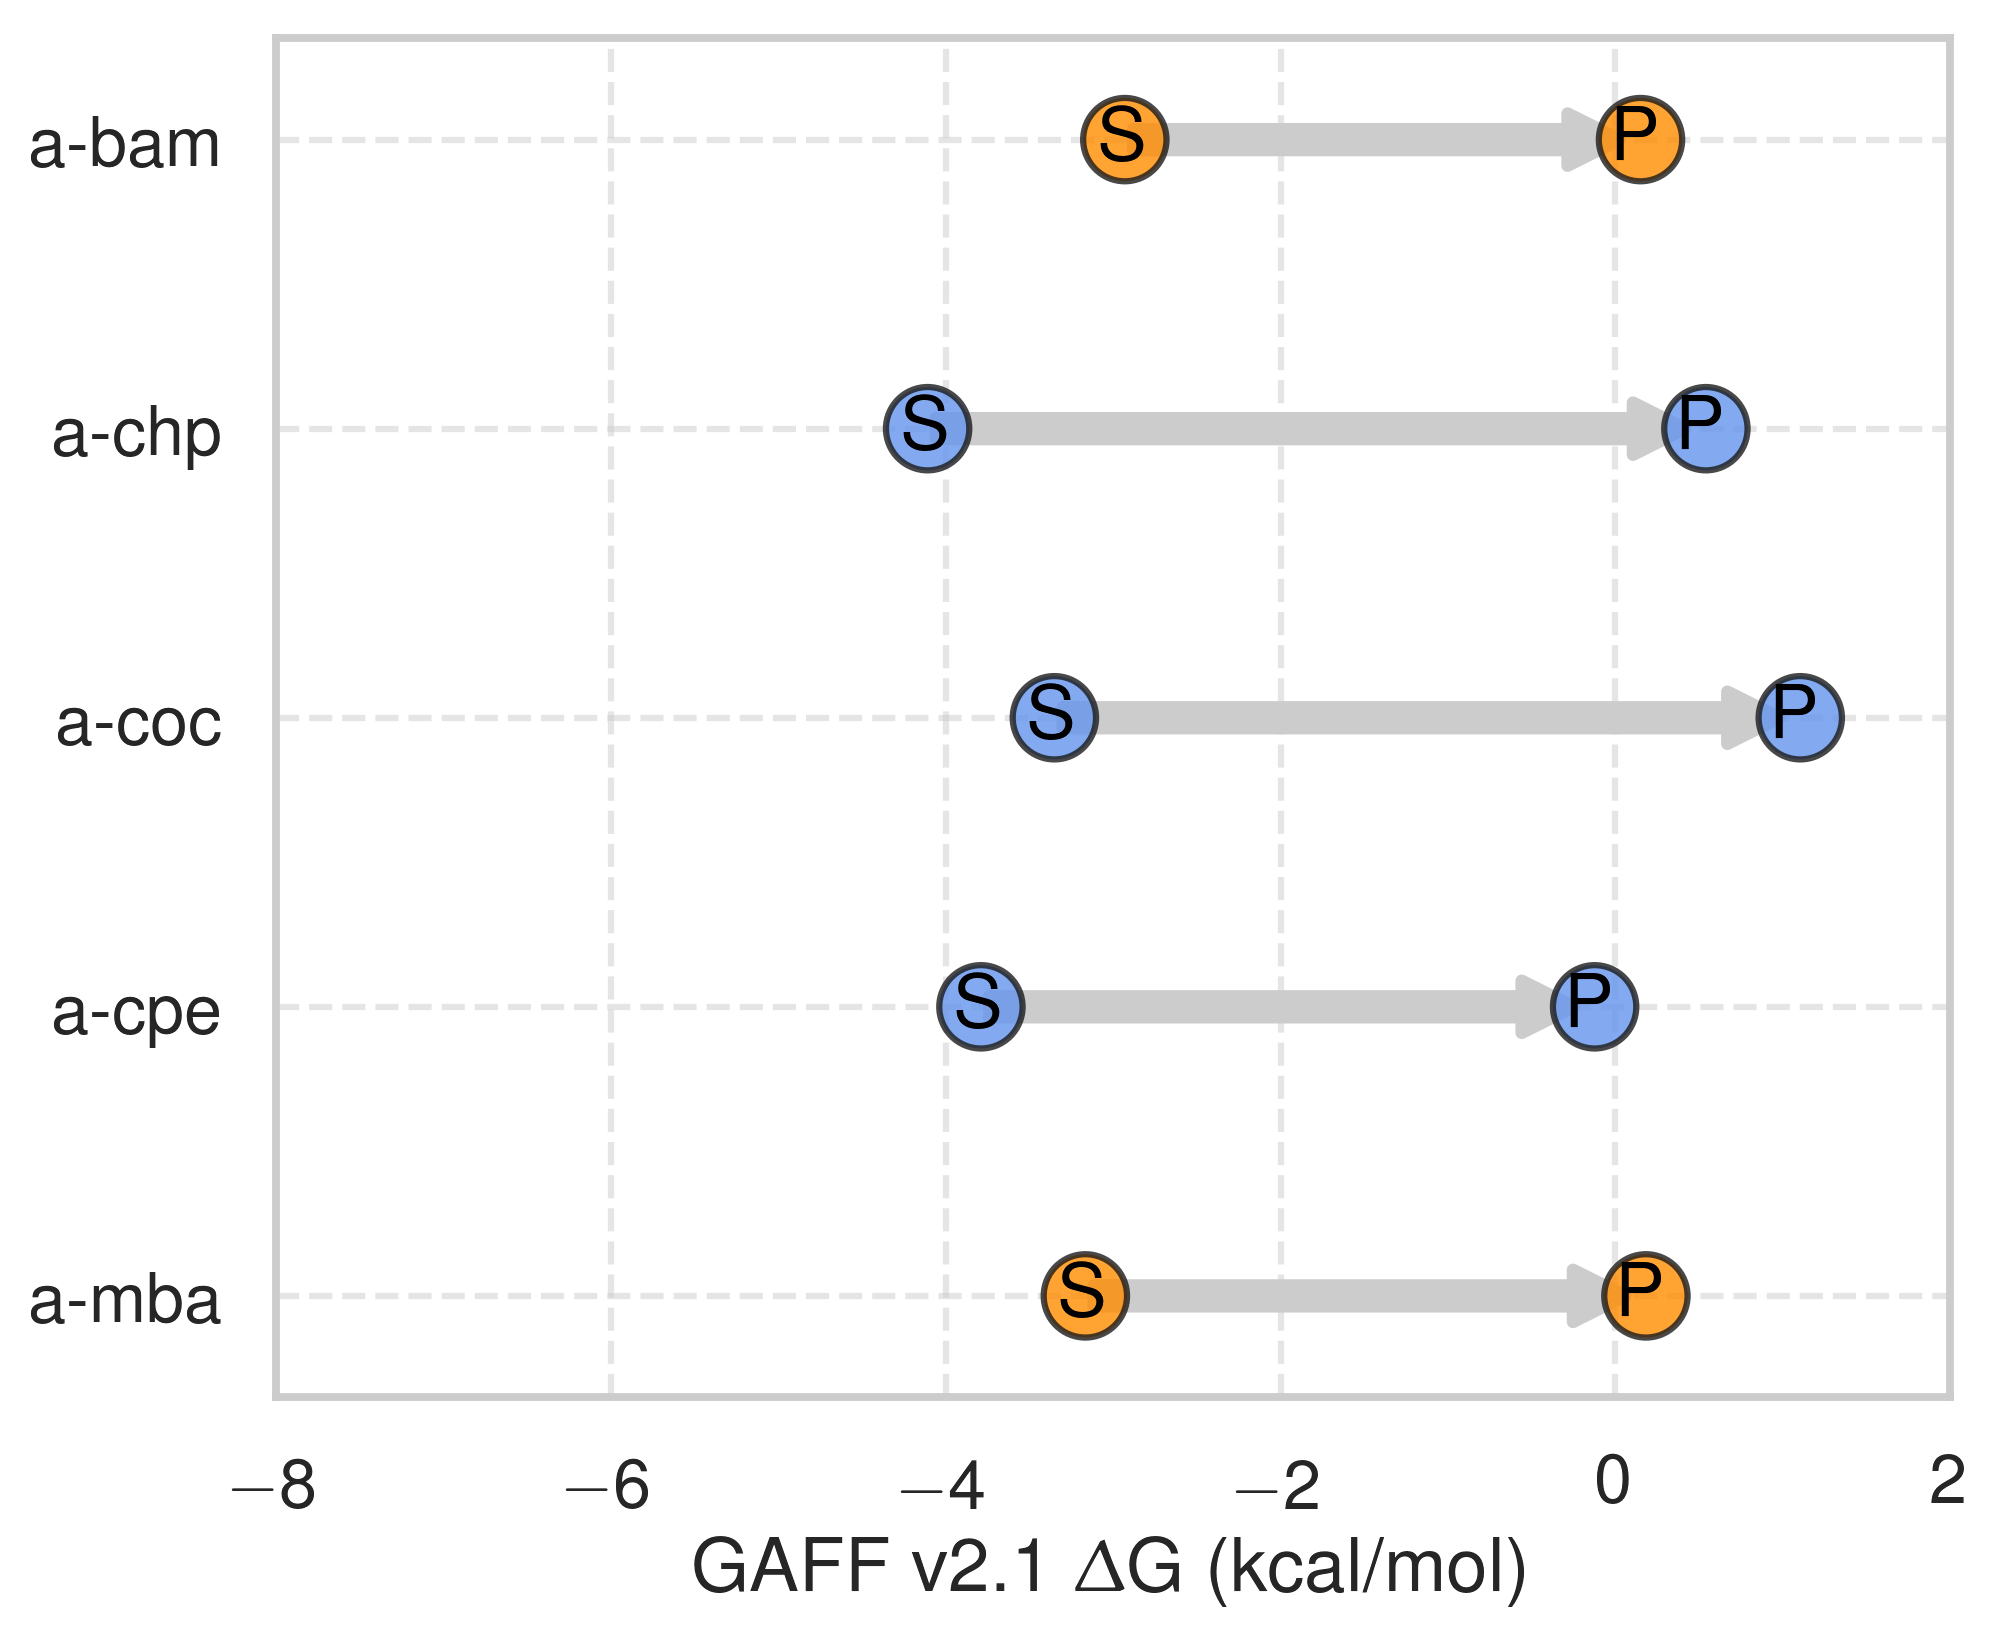 a-bam S P
a-chp S P
a-coc S P
a-cpe S P
a-mba S P
−8 −6 −4 −2 0 2
GAFF v2.1 ΔG (kcal/mol)